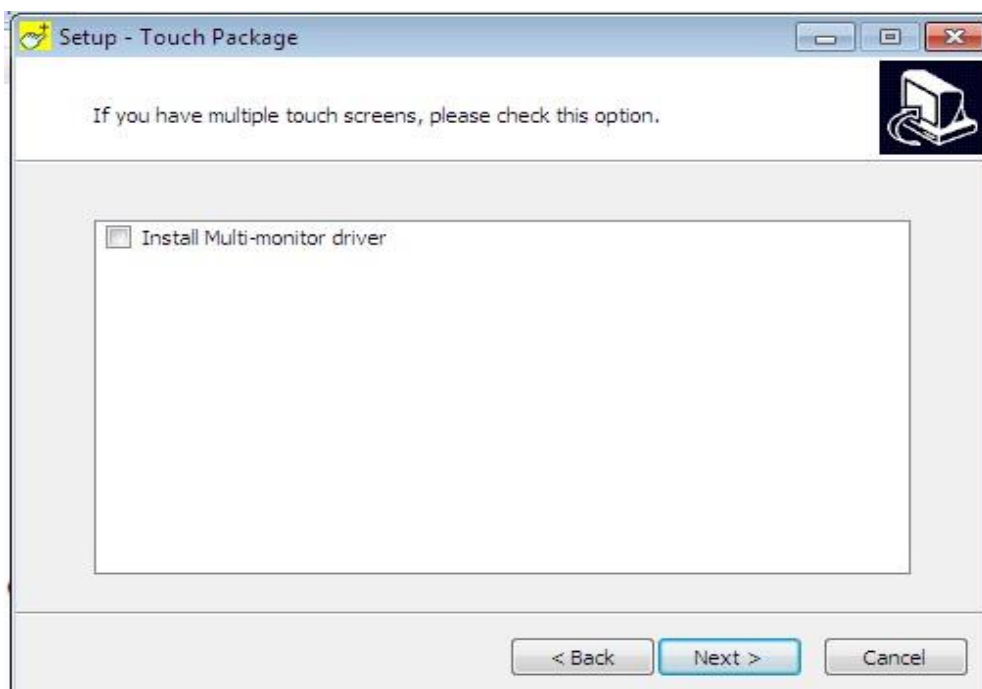 Setup - Touch Package
If you have multiple touch screens, please check this option.
Install Multi-monitor driver
< Back
Next >
Cancel